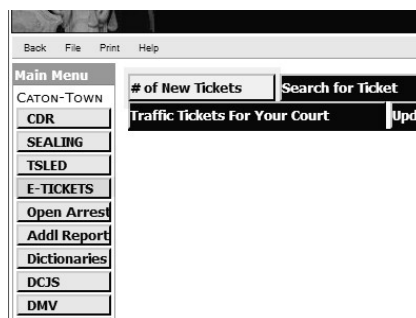 Back File Print Help
Main Menu
CATON-TOWN
CDR
SEALING
TSLED
E-TICKETS
Open Arrest
Addl Report
Dictionaries
DCJS
DMV
# of New Tickets Search for Ticket
Traffic Tickets For Your Court Upd